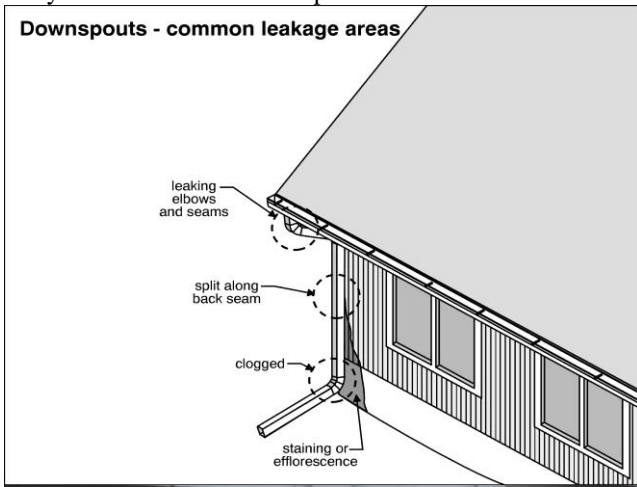 Downspouts - common leakage areas
leaking
elbows
and seams
split along
back seam
clogged
staining or
efflorescence